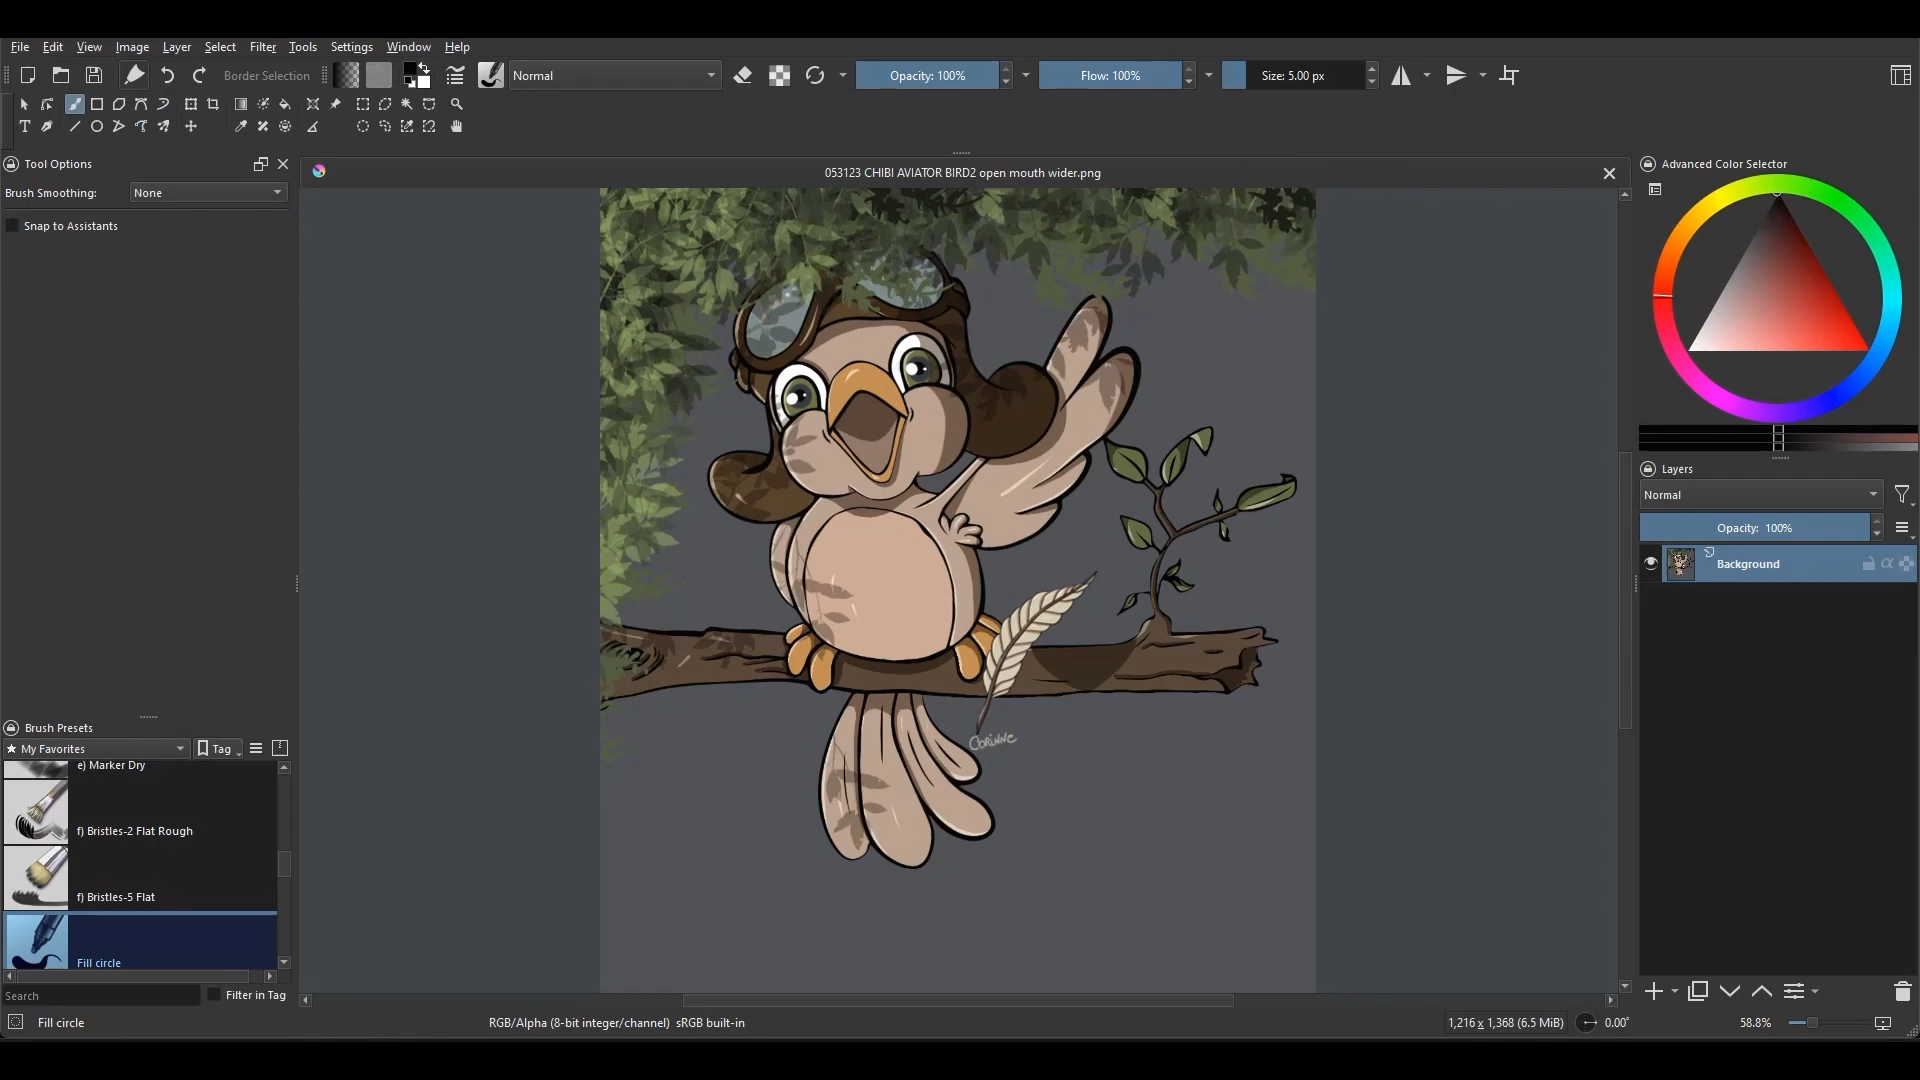 File Edit View Image Layer Select Filter Tools Settings Window Help
Border Selection Normal Opacity: 100% Flow: 100% Size: 5.00 px
Tool Options
053123 CHIBI AVIATOR BIRD2 open mouth wider.png
Advanced Color Selector
Brush Smoothing: None
Snap to Assistants
Layers
Normal
Opacity: 100%
Background
Corinne
Brush Presets
My Favorites Tag
e) Marker Dry
f) Bristles-2 Flat Rough
f) Bristles-5 Flat
Fill circle
Search Filter in Tag
Fill circle RGB/Alpha (8-bit integer/channel) sRGB built-in 1,216 x 1,368 (6.5 MiB) 0.00° 58.8%